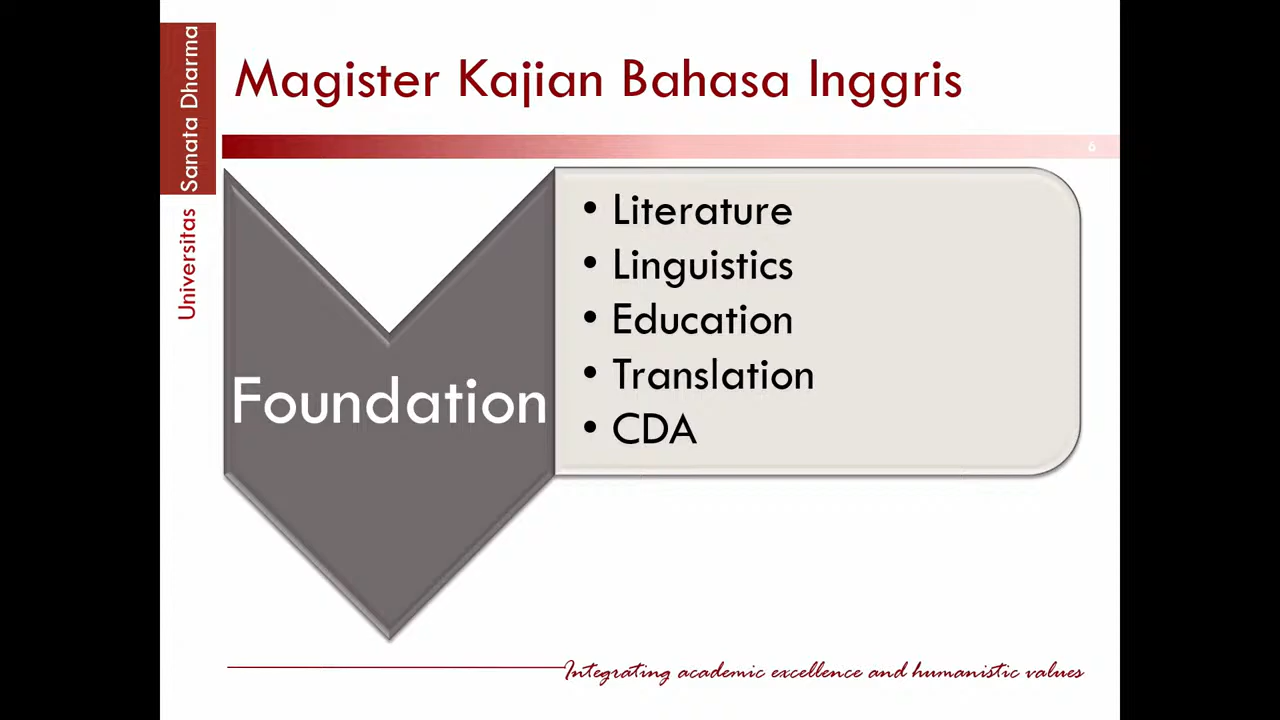 Universitas Sanata Dharma
Magister Kajian Bahasa Inggris
6
Foundation
• Literature
• Linguistics
• Education
• Translation
• CDA
Integrating academic excellence and humanistic values